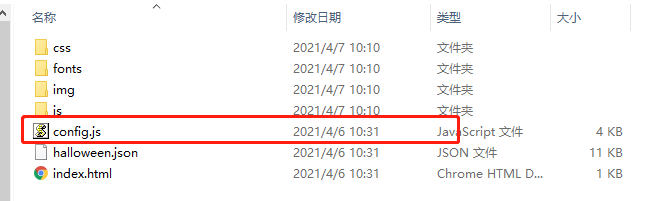 名称 修改日期 类型 大小
css 2021/4/7 10:10 文件夹
fonts 2021/4/7 10:10 文件夹
img 2021/4/7 10:10 文件夹
js 2021/4/7 10:10 文件夹
config.js 2021/4/6 10:31 JavaScript 文件 4 KB
halloween.json 2021/4/6 10:31 JSON 文件 11 KB
index.html 2021/4/6 10:31 Chrome HTML D... 1 KB